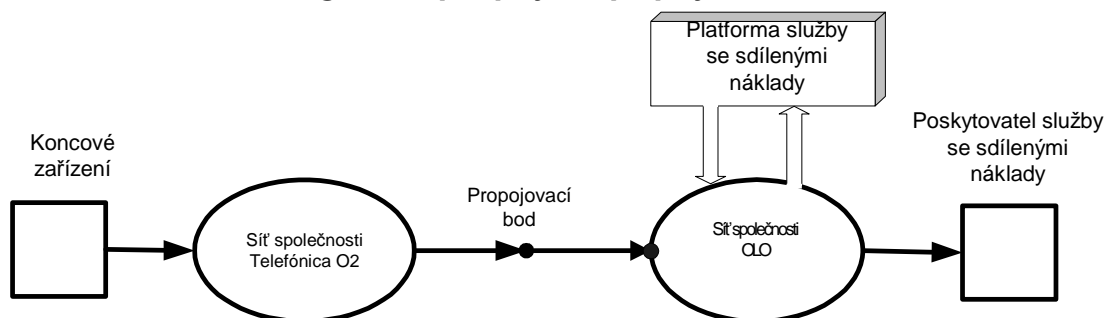 Platforma služby
se sdílenými
náklady
Koncové
zařízení
Síť společnosti
Telefónica O2
Propojovací
bod
Síť společnosti
OLO
Poskytovatel služby
se sdílenými
náklady